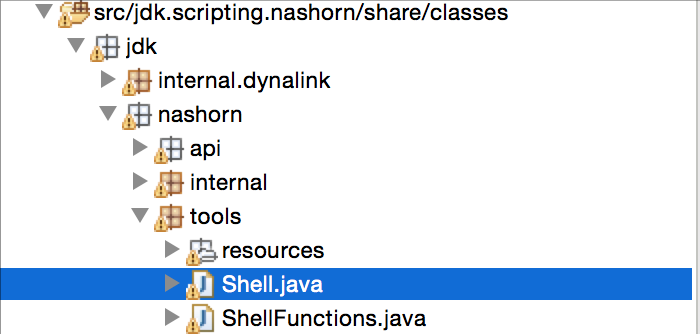 src/jdk.scripting.nashorn/share/classes
jdk
internal.dynalink
nashorn
api
internal
tools
resources
Shell.java
ShellFunctions.java